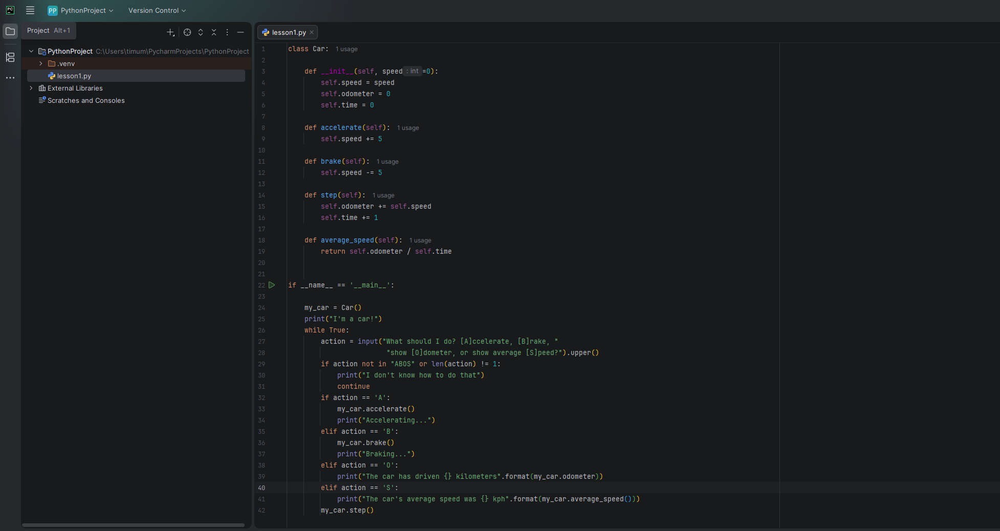 PC
PP PythonProject Version Control
Project Alt+1
PythonProject C:\Users\timum\PycharmProjects\PythonProject
.venv
lesson1.py
External Libraries
Scratches and Consoles
lesson1.py
1 class Car: 1 usage
2
3 def __init__(self, speed : int =0):
4 self.speed = speed
5 self.odometer = 0
6 self.time = 0
7
8 def accelerate(self): 1 usage
9 self.speed += 5
10
11 def brake(self): 1 usage
12 self.speed -= 5
13
14 def step(self): 1 usage
15 self.odometer += self.speed
16 self.time += 1
17
18 def average_speed(self): 1 usage
19 return self.odometer / self.time
20
21
22 if __name__ == '__main__':
23
24 my_car = Car()
25 print("I'm a car!")
26 while True:
27 action = input("What should I do? [A]ccelerate, [B]rake, "
28 "show [O]dometer, or show average [S]peed?").upper()
29 if action not in "ABOS" or len(action) != 1:
30 print("I don't know how to do that")
31 continue
32 if action == 'A':
33 my_car.accelerate()
34 print("Accelerating...")
35 elif action == 'B':
36 my_car.brake()
37 print("Braking...")
38 elif action == 'O':
39 print("The car has driven {} kilometers".format(my_car.odometer))
40 elif action == 'S':
41 print("The car's average speed was {} kph".format(my_car.average_speed()))
42 my_car.step()